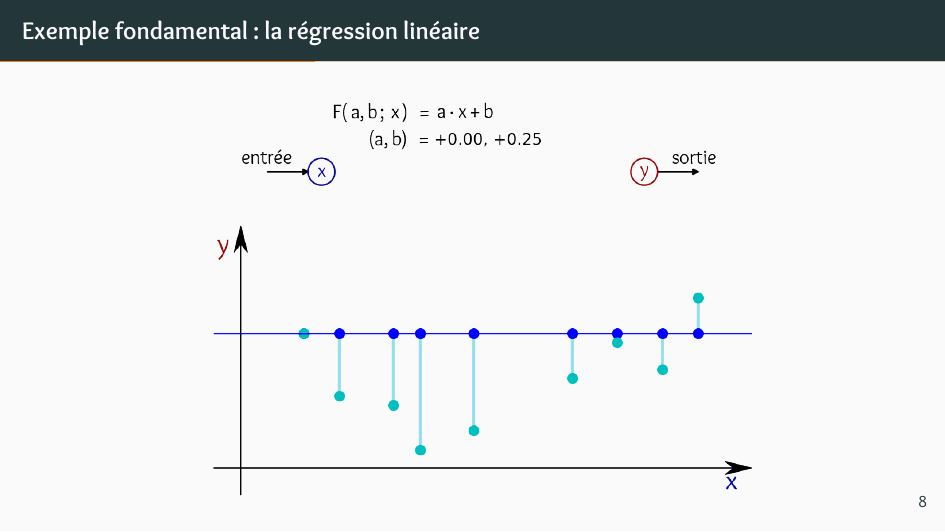 Exemple fondamental : la régression linéaire
F(a,b; x) = a·x+b
(a,b) = +0.00, +0.25
entrée
x
y
sortie
y
x
8